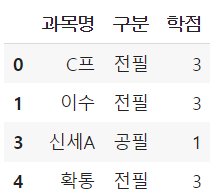 과목명 구분 학점
0 C프 전필 3
1 이수 전필 3
3 신세A 공필 1
4 확통 전필 3